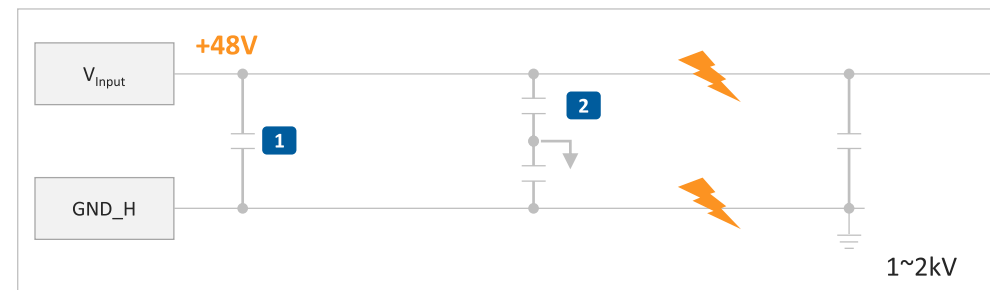 +48V
V_Input
2
1
GND_H
1~2kV